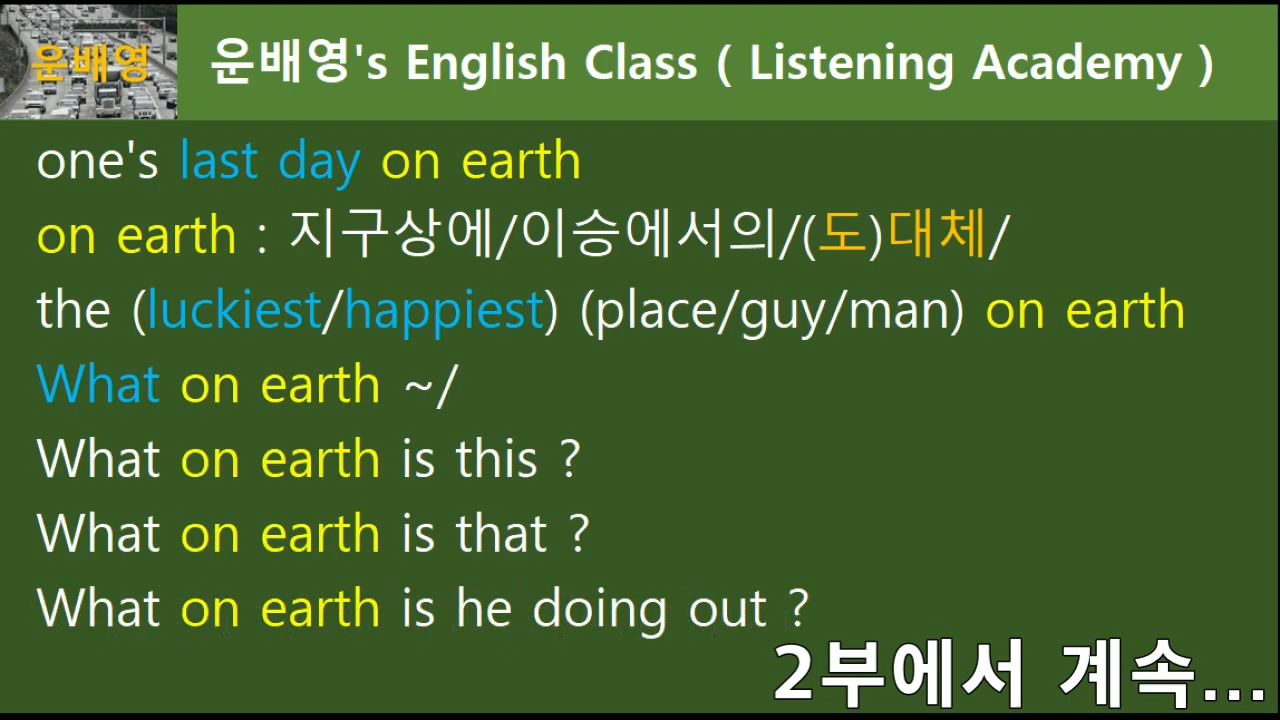 운배영
운배영's English Class ( Listening Academy )
one's last day on earth
on earth : 지구상에/이승에서의/(도)대체/
the (luckiest/happiest) (place/guy/man) on earth
What on earth ~/
What on earth is this ?
What on earth is that ?
What on earth is he doing out ?
2부에서 계속...